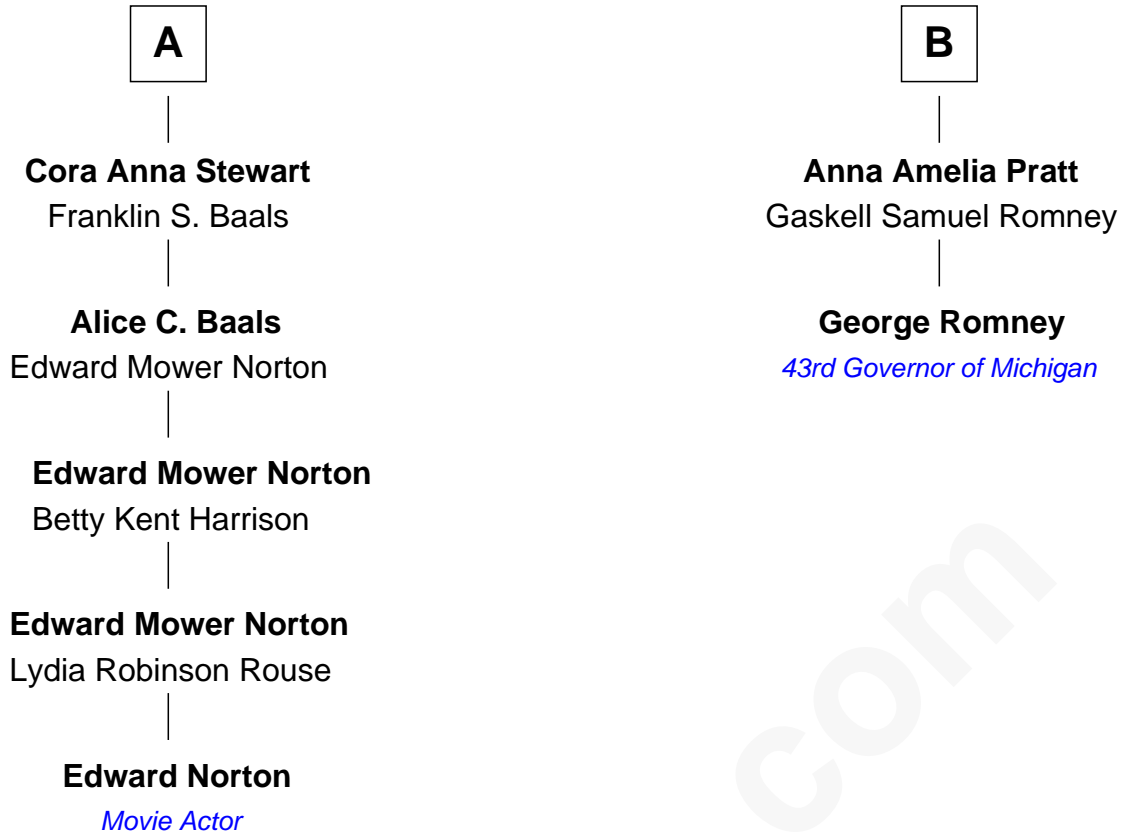 A
Cora Anna Stewart
Franklin S. Baals
Alice C. Baals
Edward Mower Norton
Edward Mower Norton
Betty Kent Harrison
Edward Mower Norton
Lydia Robinson Rouse
Edward Norton
Movie Actor
B
Anna Amelia Pratt
Gaskell Samuel Romney
George Romney
43rd Governor of Michigan
com